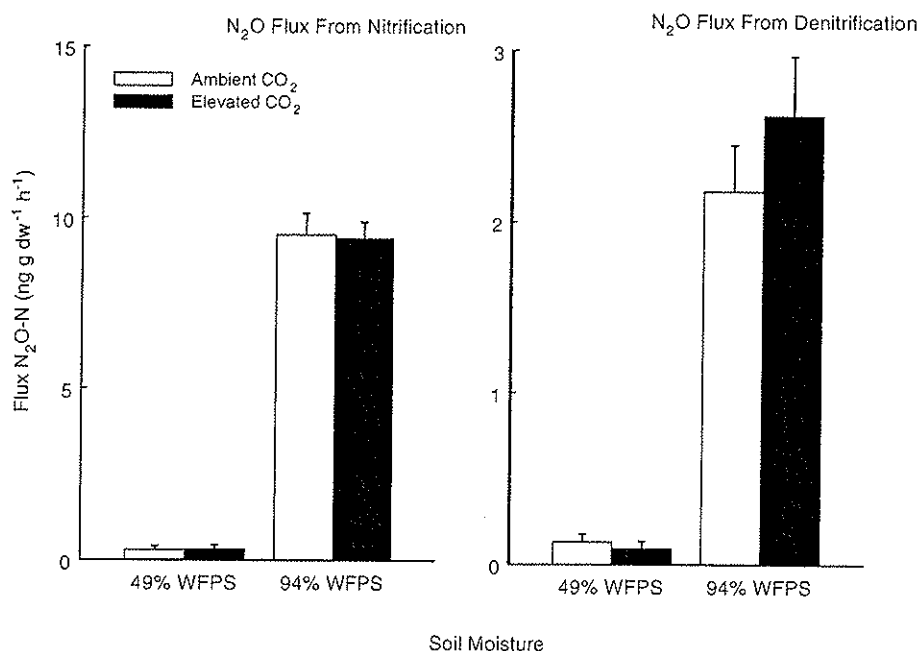 N₂O Flux From Nitrification
N₂O Flux From Denitrification
15
10
5
0
3
2
1
0
Ambient CO₂
Elevated CO₂
Flux N₂O-N (ng g dw⁻¹ h⁻¹)
49% WFPS
94% WFPS
49% WFPS
94% WFPS
Soil Moisture